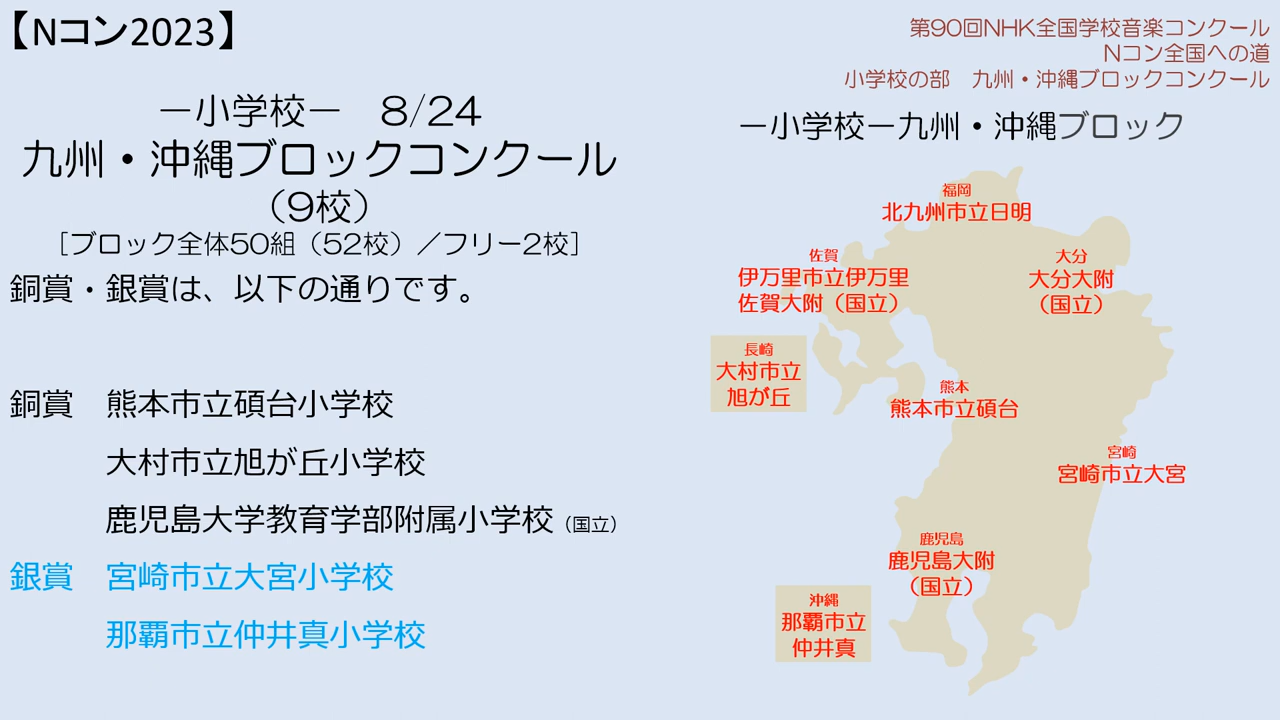 【Nコン2023】
第90回NHK全国学校音楽コンクール
Nコン全国への道
小学校の部　九州・沖縄ブロックコンクール
－小学校－　8/24
九州・沖縄ブロックコンクール
（9校）
［ブロック全体50組（52校）／フリー2校］
銅賞・銀賞は、以下の通りです。
銅賞　熊本市立碩台小学校
大村市立旭が丘小学校
鹿児島大学教育学部附属小学校（国立）
銀賞　宮崎市立大宮小学校
那覇市立仲井真小学校
－小学校－九州・沖縄ブロック
福岡
北九州市立日明
佐賀
伊万里市立伊万里
佐賀大附（国立）
大分
大分大附
（国立）
長崎
大村市立
旭が丘
熊本
熊本市立碩台
宮崎
宮崎市立大宮
鹿児島
鹿児島大附
（国立）
沖縄
那覇市立
仲井真